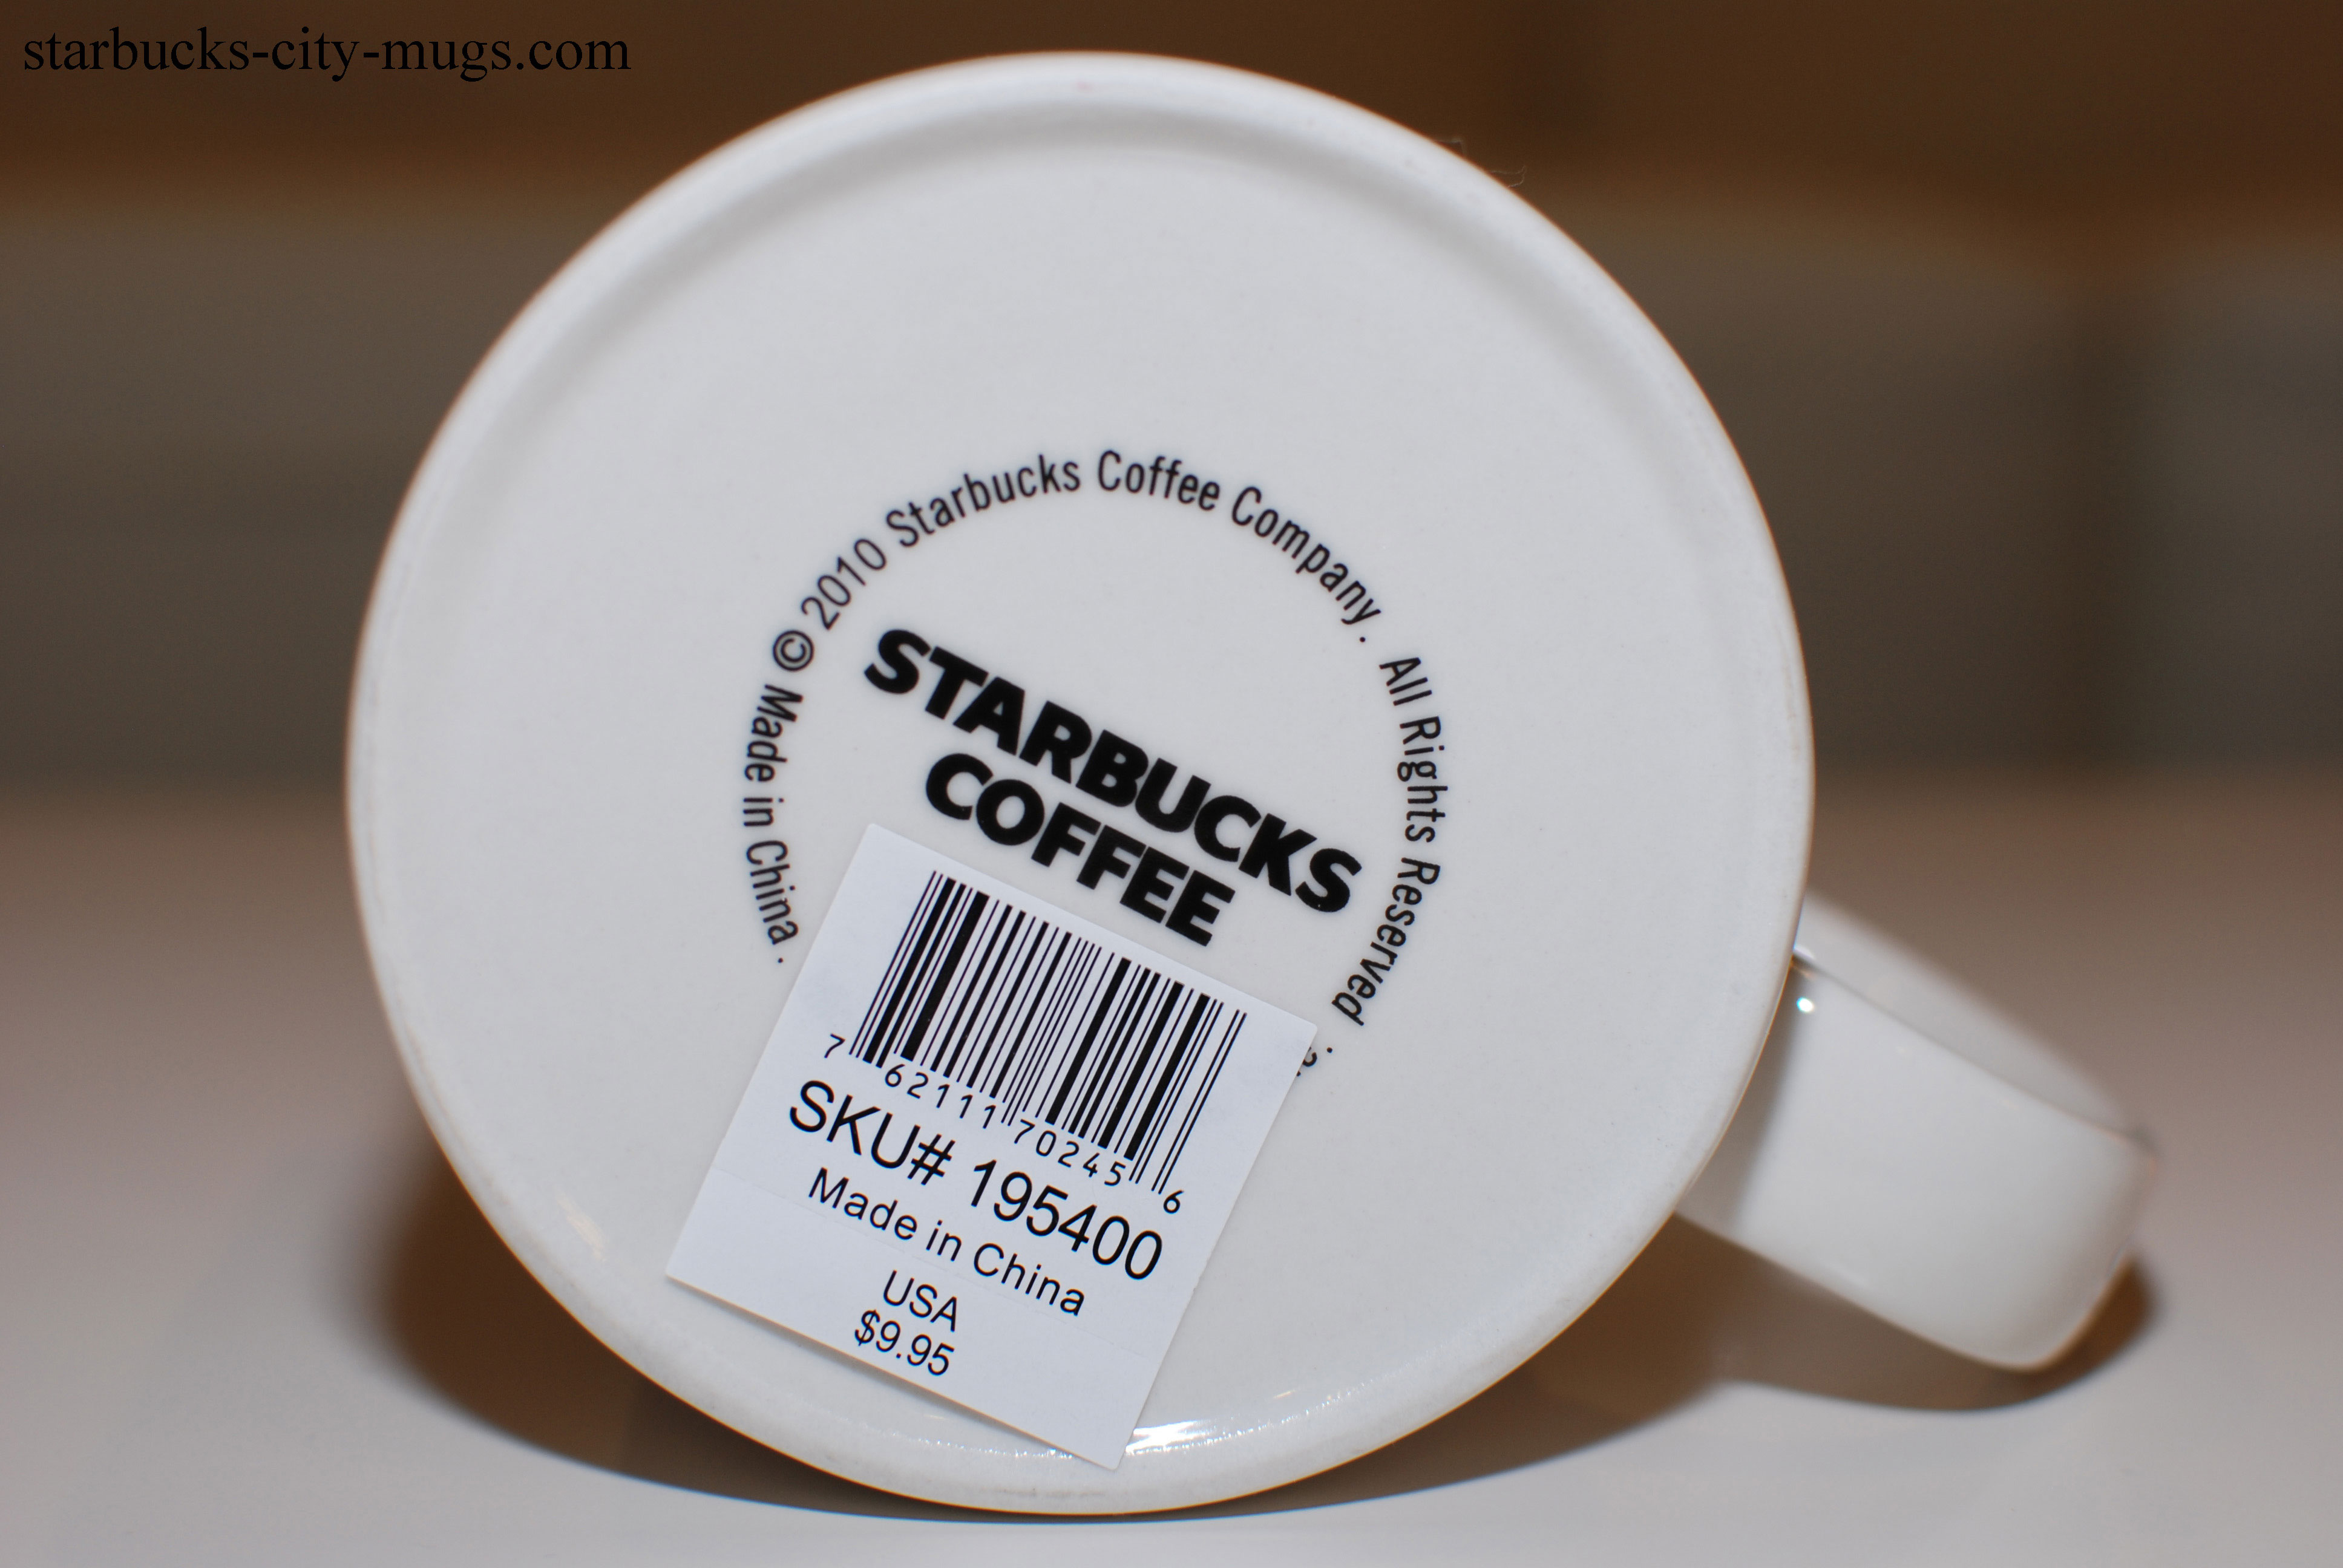 starbucks-city-mugs.com
© 2010 Starbucks Coffee Company. All Rights Reserved.
Made in China.
STARBUCKS
COFFEE
7 62111 70245 6
SKU# 195400
Made in China
USA
$9.95